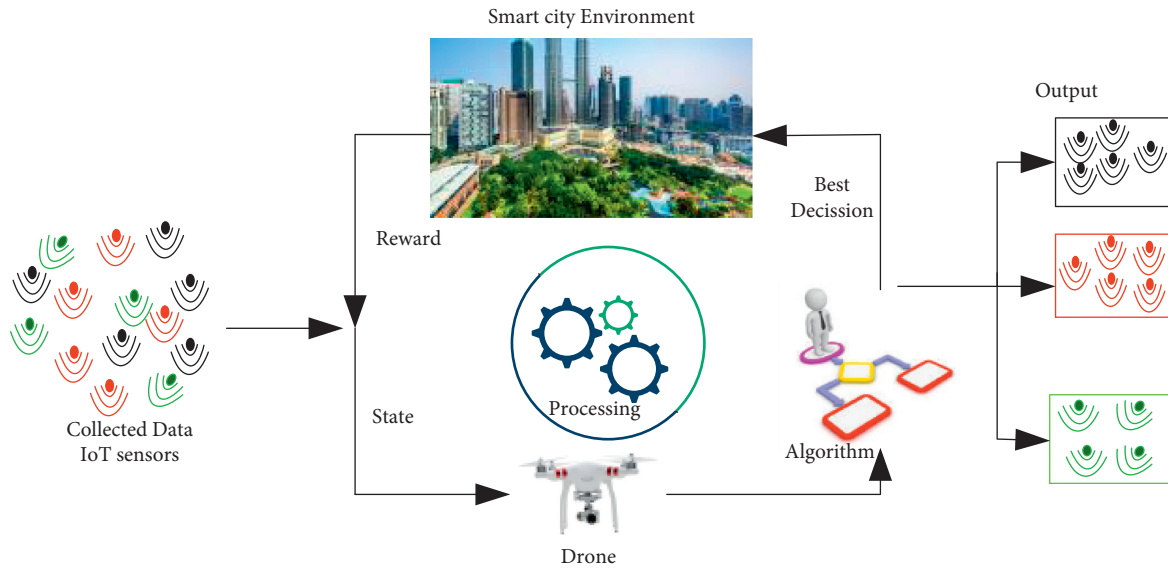 Smart city Environment
Output
Best
Decission
Reward
Processing
State
Collected Data
IoT sensors
Algorithm
Drone